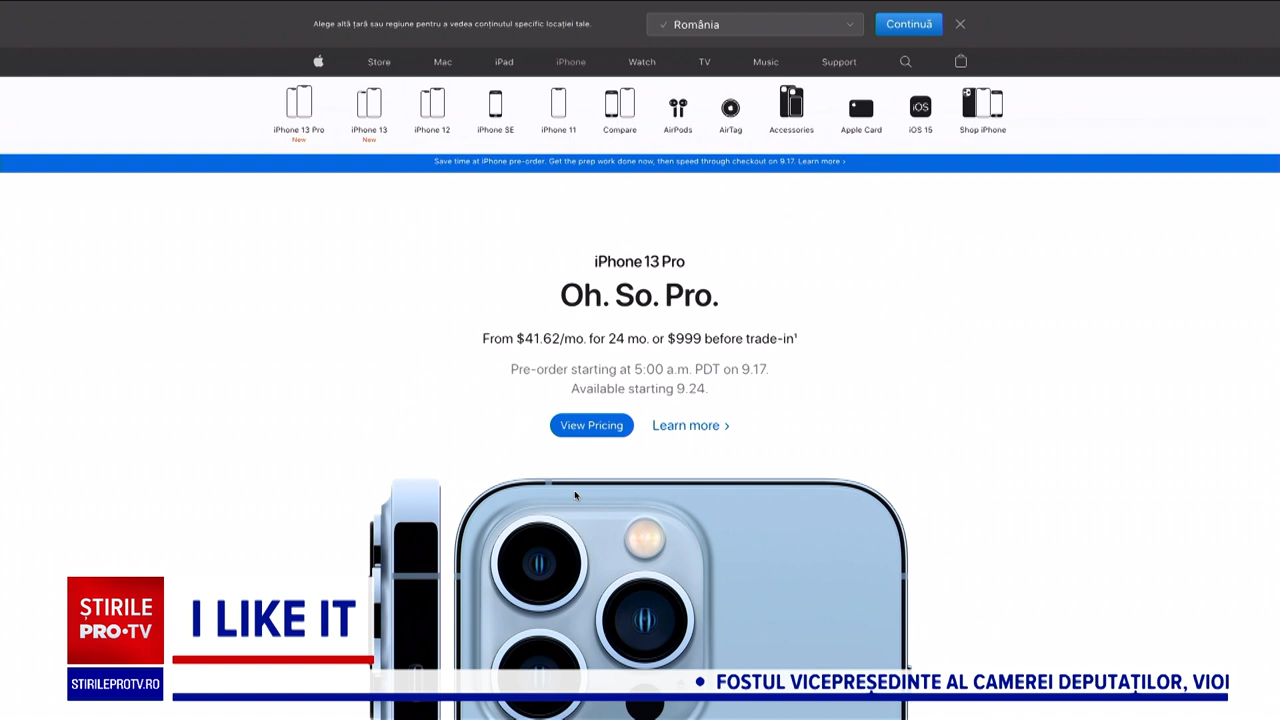 Alege altă țară sau regiune pentru a vedea conținutul specific locației tale.
România
Continuă
Store Mac iPad iPhone Watch TV Music Support
iPhone 13 Pro iPhone 13 iPhone 12 iPhone SE iPhone 11 Compare AirPods AirTag Accessories Apple Card iOS 15 Shop iPhone
New New
iOS
Save time at iPhone pre-order. Get the prep work done now, then speed through checkout on 9.17. Learn more >
iPhone 13 Pro
Oh. So. Pro.
From $41.62/mo. for 24 mo. or $999 before trade-in¹
Pre-order starting at 5:00 a.m. PDT on 9.17.
Available starting 9.24.
View Pricing Learn more >
ȘTIRILE
PRO•TV
I LIKE IT
STIRILEPROTV.RO
• FOSTUL VICEPREȘEDINTE AL CAMEREI DEPUTAȚILOR, VIOI